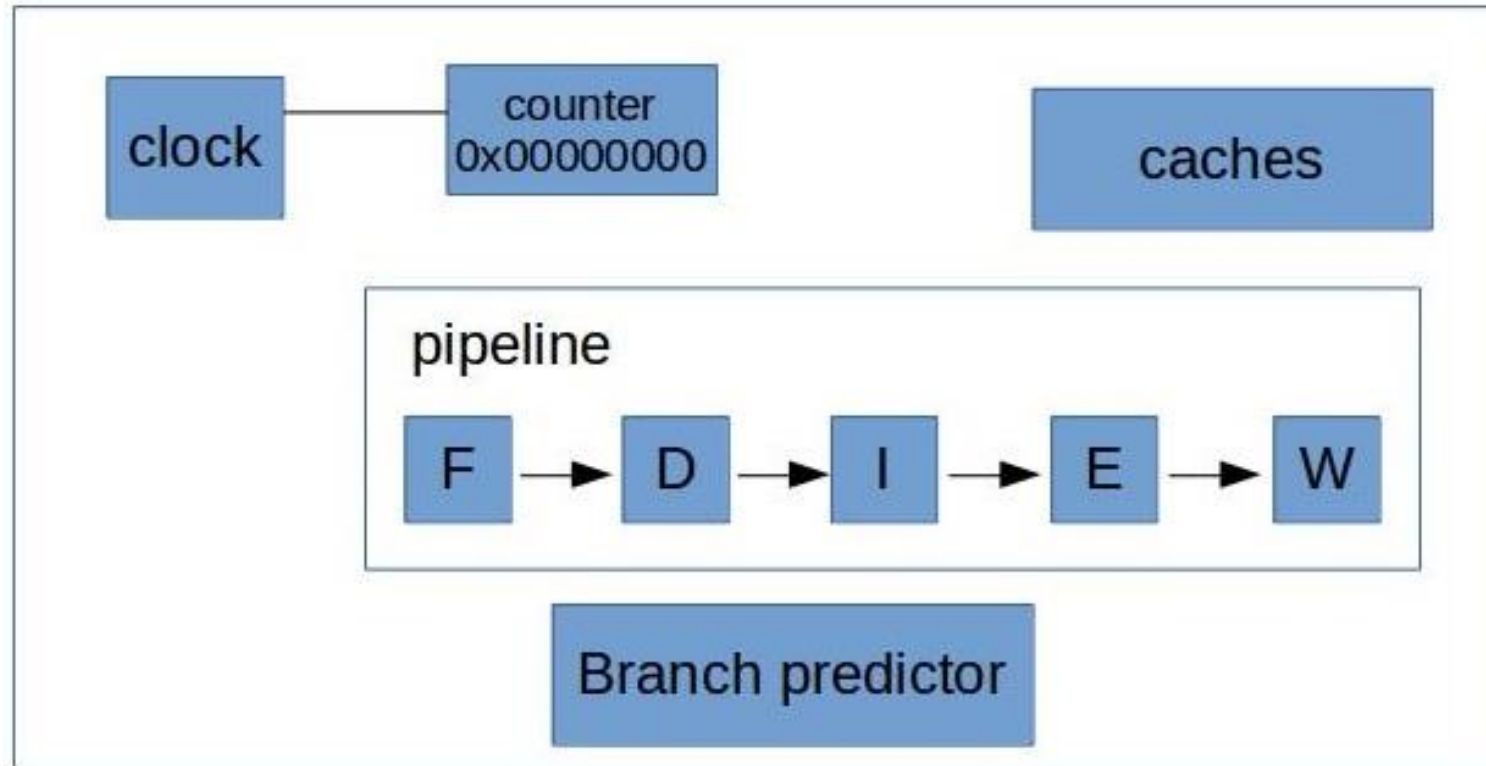 clock
counter
0x00000000
caches
pipeline
F
D
I
E
W
Branch predictor